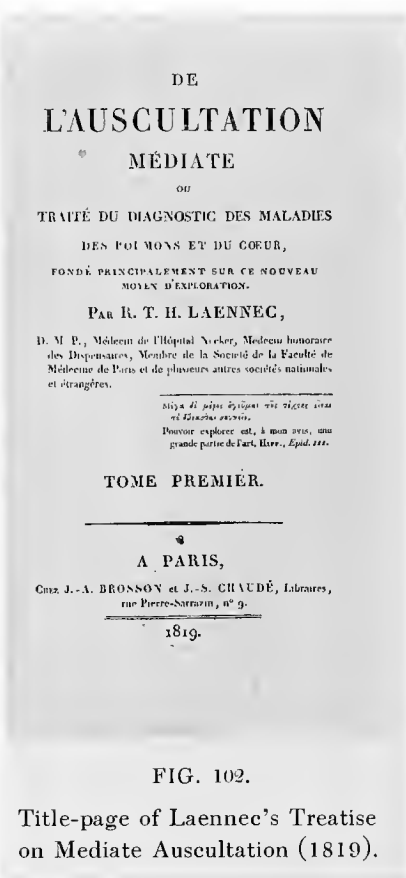 DE
L'AUSCULTATION
MÉDIATE
OU
TRAITÉ DU DIAGNOSTIC DES MALADIES
DES POUMONS ET DU COEUR,
FONDÉ PRINCIPALEMENT SUR CE NOUVEAU
MOYEN D'EXPLORATION.
PAR R. T. H. LAENNEC,
D. M. P., Médecin de l'Hôpital Necker, Médecin honoraire
des Dispensaires, Membre de la Société de la Faculté de
Médecine de Paris et de plusieurs autres sociétés nationales
et étrangères.
Pouvoir explorer est, à mon avis, une
grande partie de l'art, HIPP., Epid. III.
TOME PREMIER.
A PARIS,
CHEZ J.-A. BROSSON et J.-S. CHAUDÉ, Libraires,
rue Pierre-Sarrazin, n° 9.
1819.
FIG. 102.
Title-page of Laennec's Treatise
on Mediate Auscultation (1819).